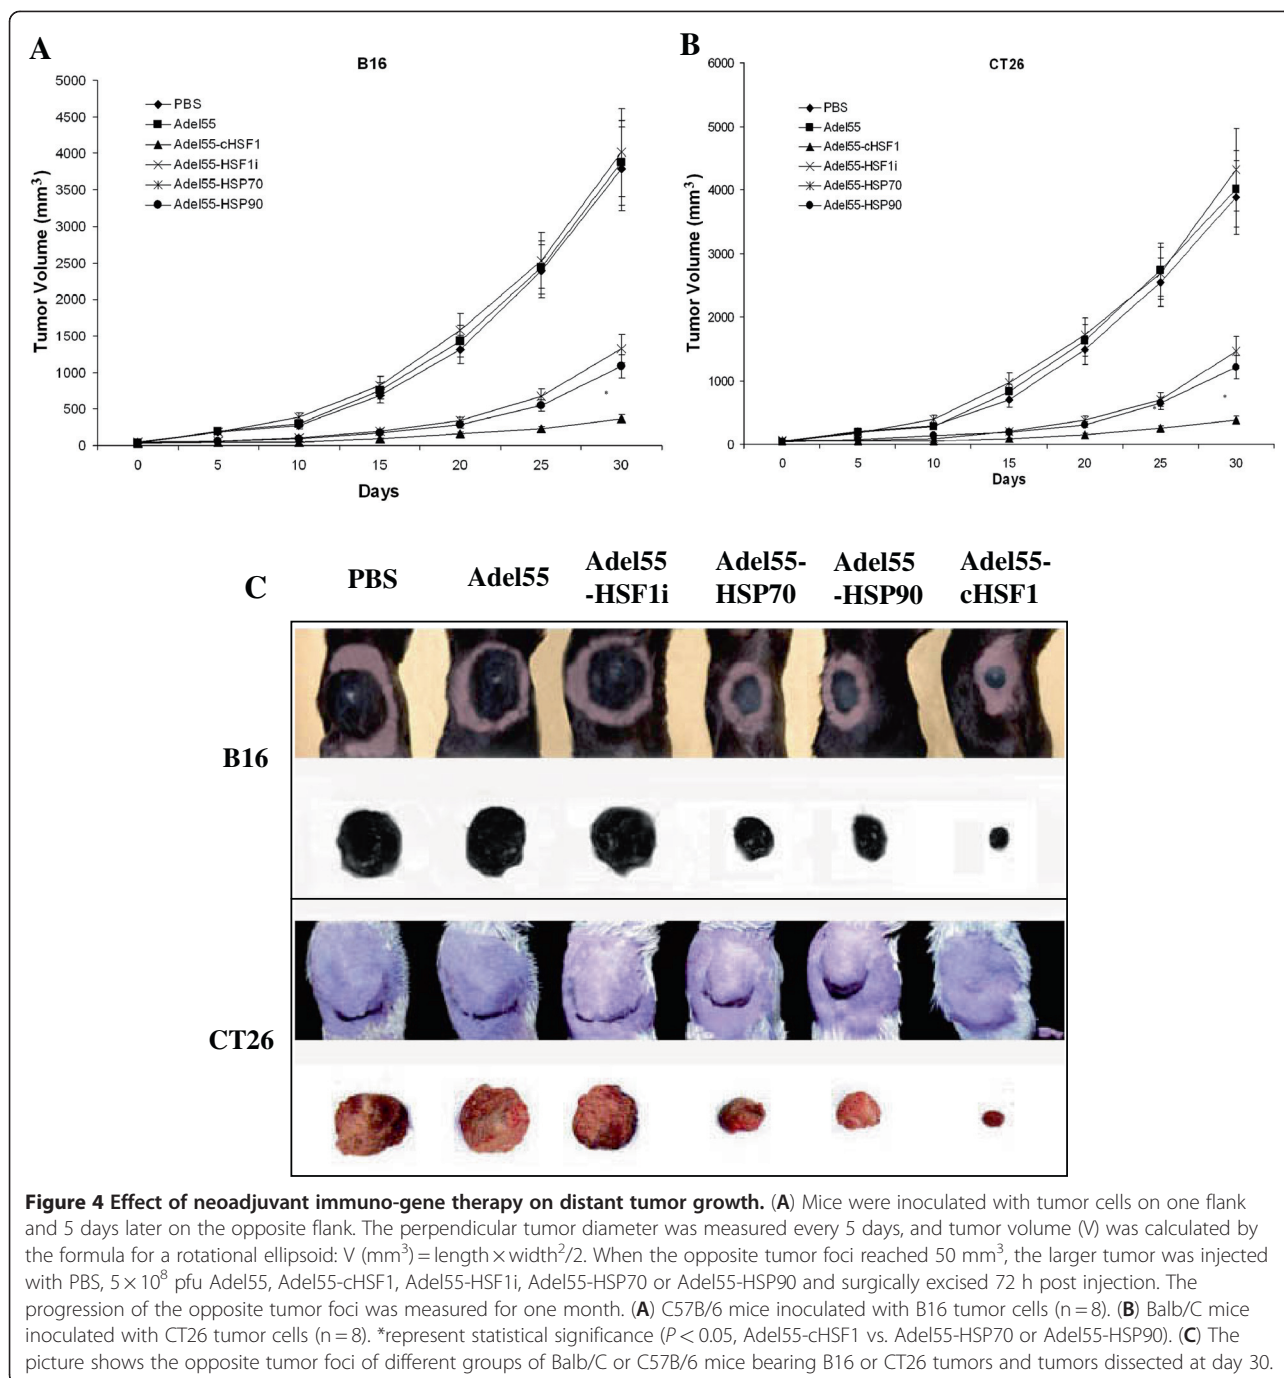 A
B16
Tumor Volume (mm³)
5000
4500
4000
3500
3000
2500
2000
1500
1000
500
0
PBS
Adel55
Adel55-cHSF1
Adel55-HSF1i
Adel55-HSP70
Adel55-HSP90
*
0 5 10 15 20 25 30
Days
B
CT26
Tumor Volume (mm³)
6000
5000
4000
3000
2000
1000
0
PBS
Adel55
Adel55-cHSF1
Adel55-HSF1i
Adel55-HSP70
Adel55-HSP90
*
*
0 5 10 15 20 25 30
Days
C
PBS
Adel55
Adel55
-HSF1i
Adel55-
HSP70
Adel55
-HSP90
Adel55-
cHSF1
B16
CT26
Figure 4 Effect of neoadjuvant immuno-gene therapy on distant tumor growth. (A) Mice were inoculated with tumor cells on one flank
and 5 days later on the opposite flank. The perpendicular tumor diameter was measured every 5 days, and tumor volume (V) was calculated by
the formula for a rotational ellipsoid: V (mm³) = length × width²/2. When the opposite tumor foci reached 50 mm³, the larger tumor was injected
with PBS, 5 × 10⁸ pfu Adel55, Adel55-cHSF1, Adel55-HSF1i, Adel55-HSP70 or Adel55-HSP90 and surgically excised 72 h post injection. The
progression of the opposite tumor foci was measured for one month. (A) C57B/6 mice inoculated with B16 tumor cells (n = 8). (B) Balb/C mice
inoculated with CT26 tumor cells (n = 8). *represent statistical significance (P < 0.05, Adel55-cHSF1 vs. Adel55-HSP70 or Adel55-HSP90). (C) The
picture shows the opposite tumor foci of different groups of Balb/C or C57B/6 mice bearing B16 or CT26 tumors and tumors dissected at day 30.